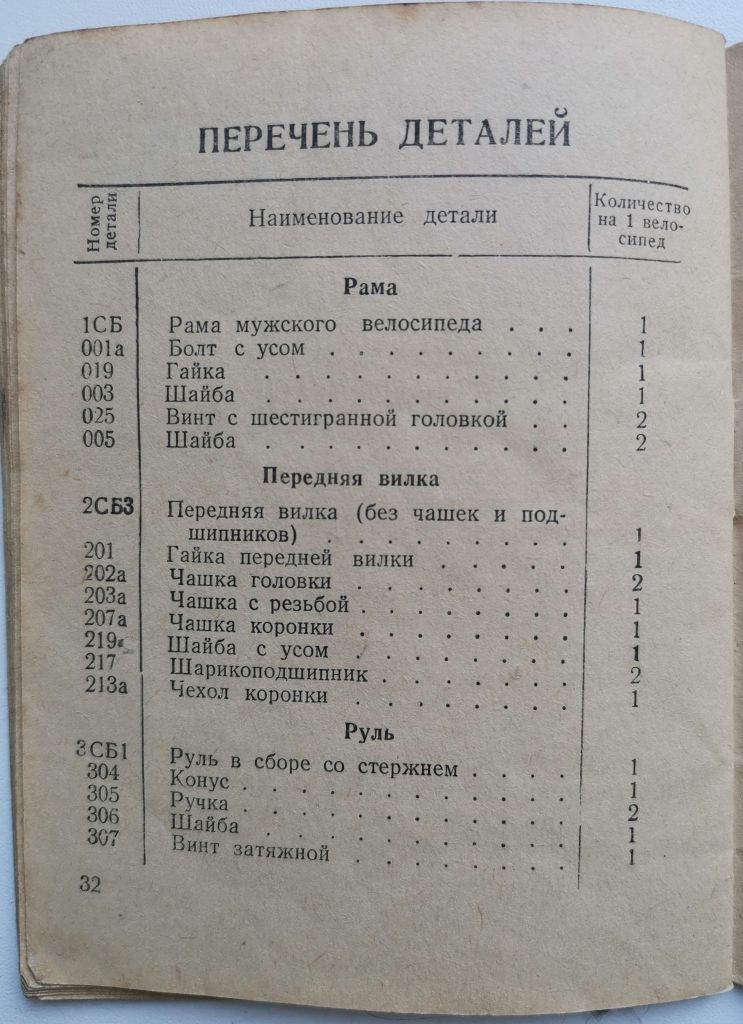 ПЕРЕЧЕНЬ ДЕТАЛЕЙ
Номер детали Наименование детали Количество на 1 вело-сипед
Рама
1СБ Рама мужского велосипеда . . . 1
001а Болт с усом . . . . . . . . . 1
019 Гайка . . . . . . . . . . . 1
003 Шайба . . . . . . . . . . . 1
025 Винт с шестигранной головкой . . 2
005 Шайба . . . . . . . . . . . 2
Передняя вилка
2СБ3 Передняя вилка (без чашек и под-
шипников) . . . . . . . . . 1
201 Гайка передней вилки . . . . . 1
202а Чашка головки . . . . . . . . 2
203а Чашка с резьбой . . . . . . . 1
207а Чашка коронки . . . . . . . . 1
219 Шайба с усом . . . . . . . . 1
217 Шарикоподшипник . . . . . . . 2
213а Чехол коронки . . . . . . . . 1
Руль
3СБ1 Руль в сборе со стержнем . . . . 1
304 Конус . . . . . . . . . . . . 1
305 Ручка . . . . . . . . . . . . 2
306 Шайба . . . . . . . . . . . 1
307 Винт затяжной . . . . . . . . 1
32